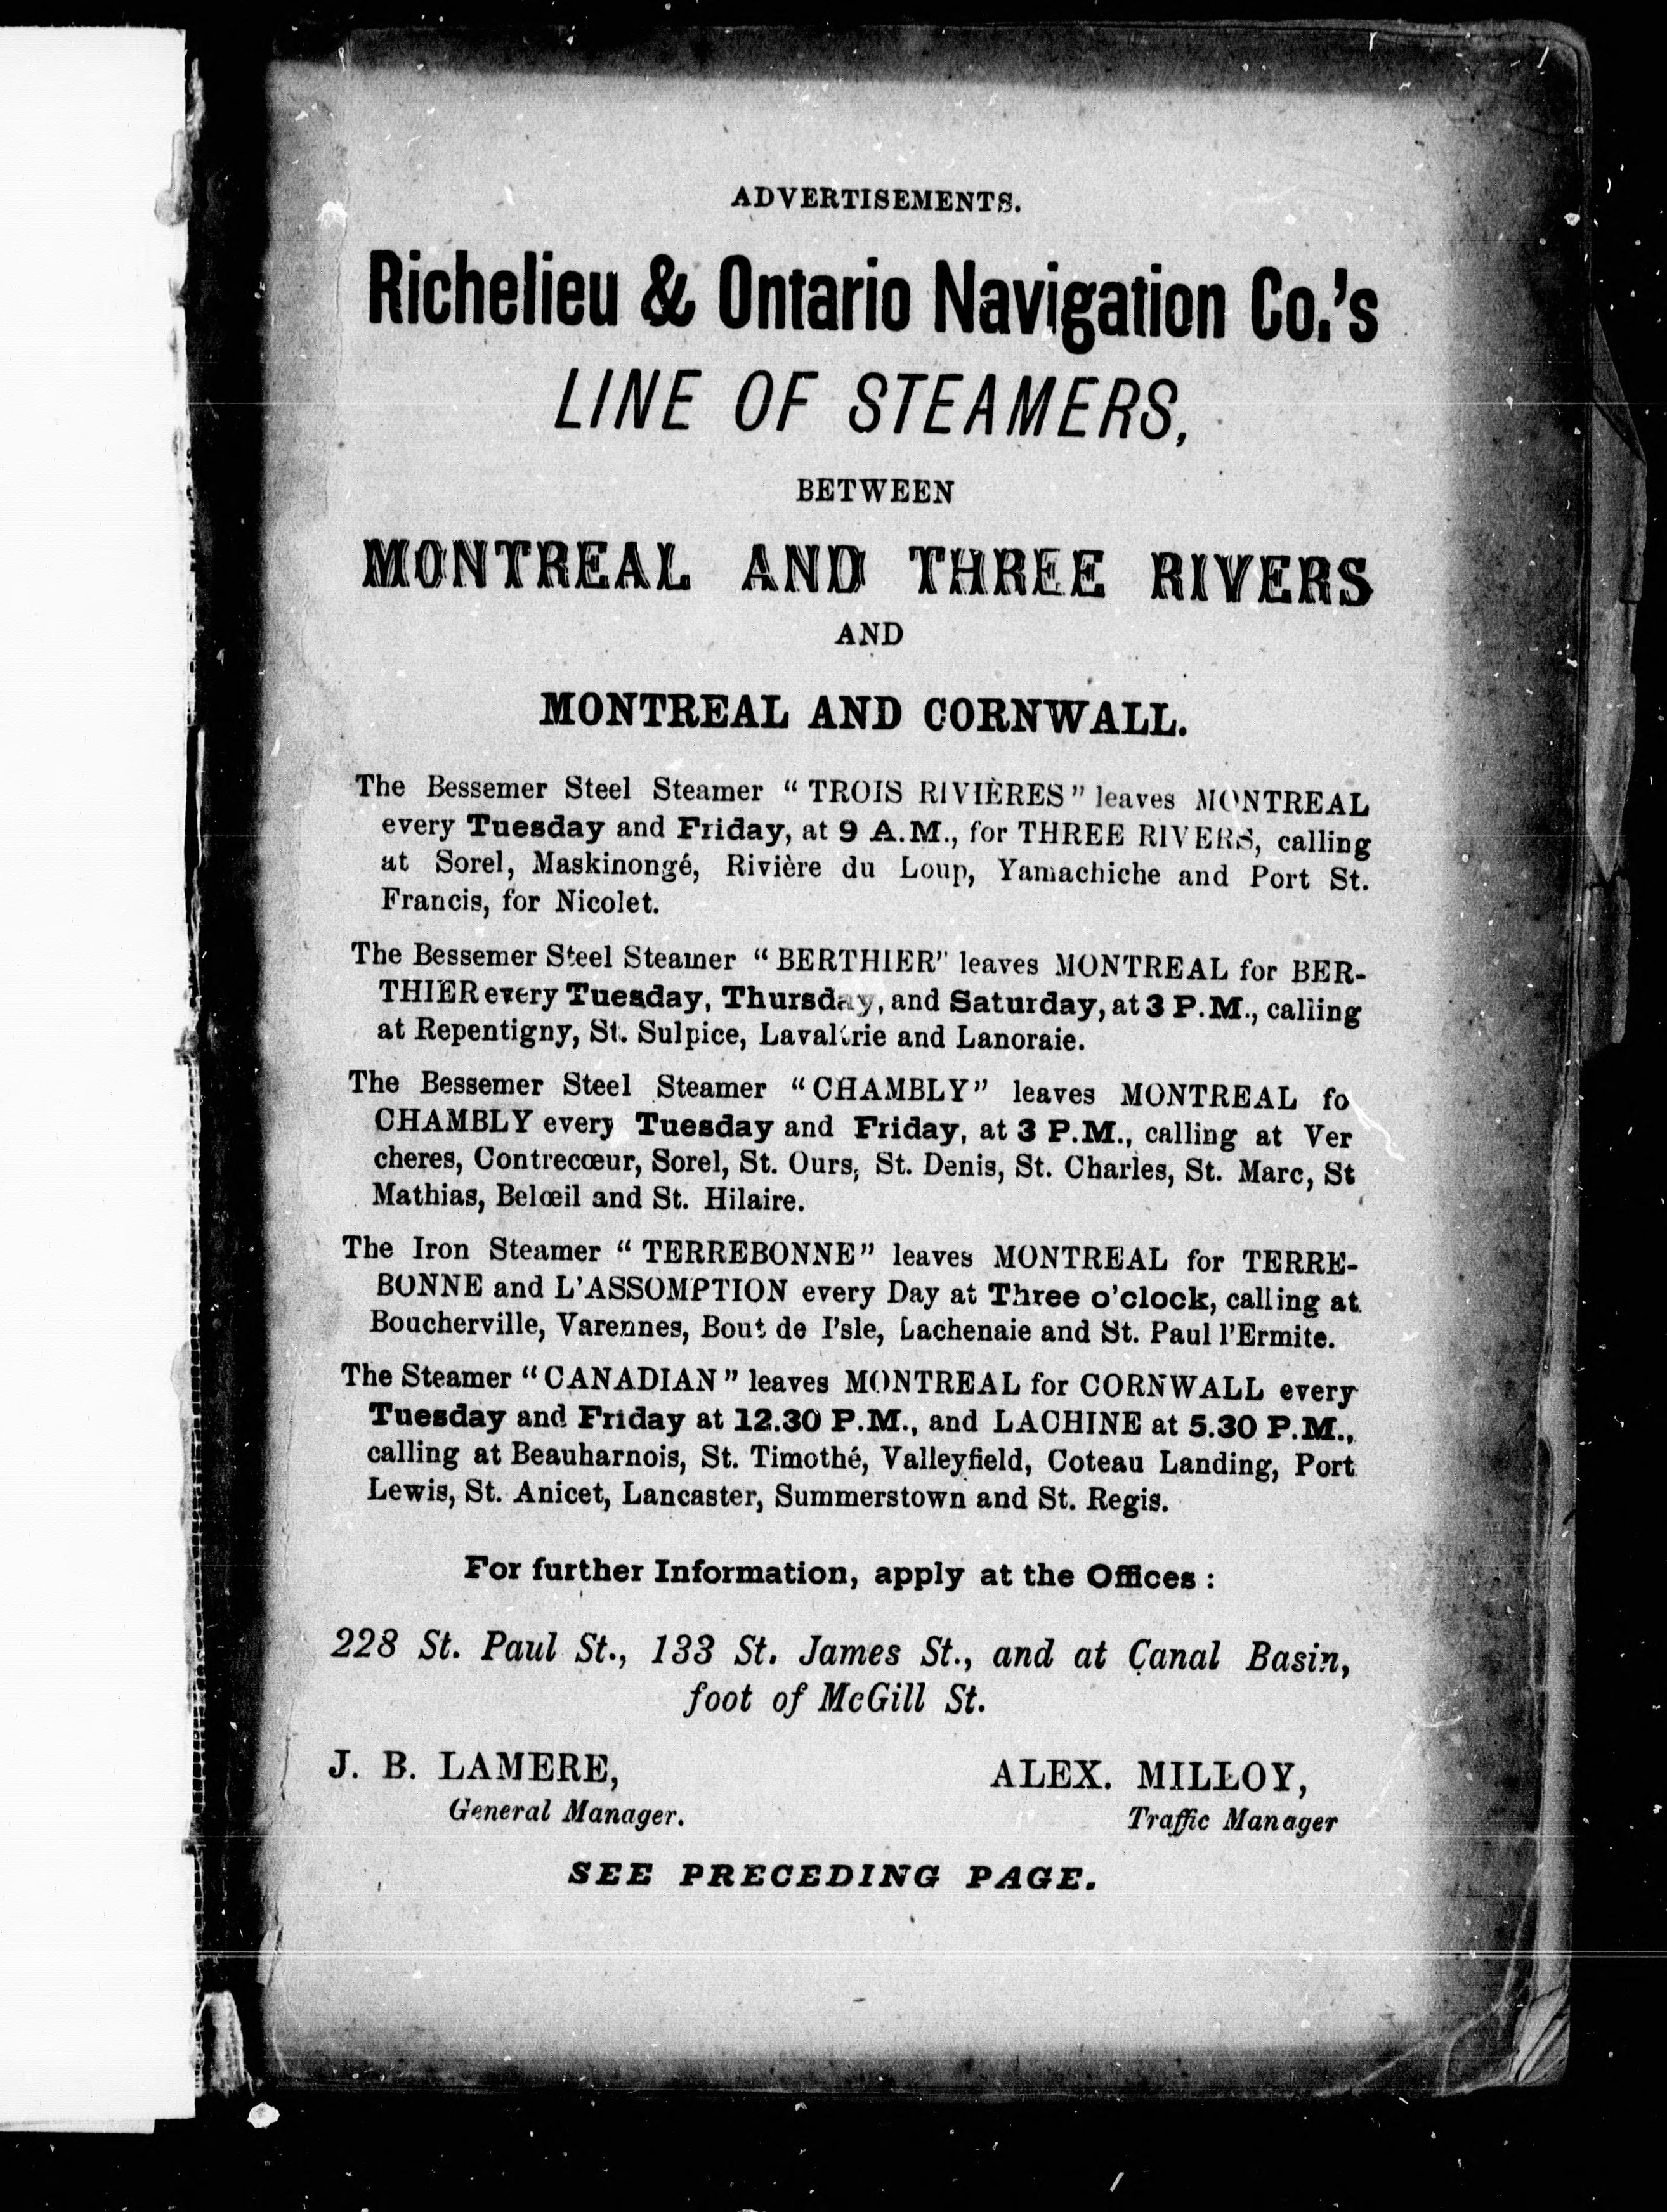 ADVERTISEMENTS.
Richelieu & Ontario Navigation Co.'s
LINE OF STEAMERS,
BETWEEN
MONTREAL AND THREE RIVERS
AND
MONTREAL AND CORNWALL.
The Bessemer Steel Steamer "TROIS RIVIÈRES" leaves MONTREAL
every Tuesday and Friday, at 9 A.M., for THREE RIVERS, calling
at Sorel, Maskinongé, Rivière du Loup, Yamachiche and Port St.
Francis, for Nicolet.
The Bessemer Steel Steamer "BERTHIER" leaves MONTREAL for BER-
THIER every Tuesday, Thursday, and Saturday, at 3 P.M., calling
at Repentigny, St. Sulpice, Lavaltrie and Lanoraie.
The Bessemer Steel Steamer "CHAMBLY" leaves MONTREAL fo
CHAMBLY every Tuesday and Friday, at 3 P.M., calling at Ver
cheres, Contrecœur, Sorel, St. Ours, St. Denis, St. Charles, St. Marc, St
Mathias, Belœil and St. Hilaire.
The Iron Steamer "TERREBONNE" leaves MONTREAL for TERRE-
BONNE and L'ASSOMPTION every Day at Three o'clock, calling at
Boucherville, Varennes, Bout de I'sle, Lachenaie and St. Paul l'Ermite.
The Steamer "CANADIAN" leaves MONTREAL for CORNWALL every
Tuesday and Friday at 12.30 P.M., and LACHINE at 5.30 P.M.,
calling at Beauharnois, St. Timothé, Valleyfield, Coteau Landing, Port
Lewis, St. Anicet, Lancaster, Summerstown and St. Regis.
For further Information, apply at the Offices :
228 St. Paul St., 133 St. James St., and at Canal Basin,
foot of McGill St.
J. B. LAMERE,
General Manager.
ALEX. MILLOY,
Traffic Manager
SEE PRECEDING PAGE.